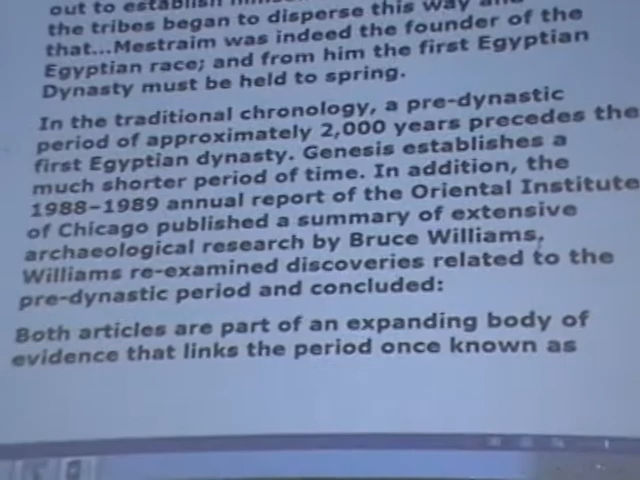 out to establish
the tribes began to disperse this way and
that...Mestraim was indeed the founder of the
Egyptian race; and from him the first Egyptian
Dynasty must be held to spring.
In the traditional chronology, a pre-dynastic
period of approximately 2,000 years precedes the
first Egyptian dynasty. Genesis establishes a
much shorter period of time. In addition, the
1988–1989 annual report of the Oriental Institute
of Chicago published a summary of extensive
archaeological research by Bruce Williams.
Williams re-examined discoveries related to the
pre-dynastic period and concluded:
Both articles are part of an expanding body of
evidence that links the period once known as